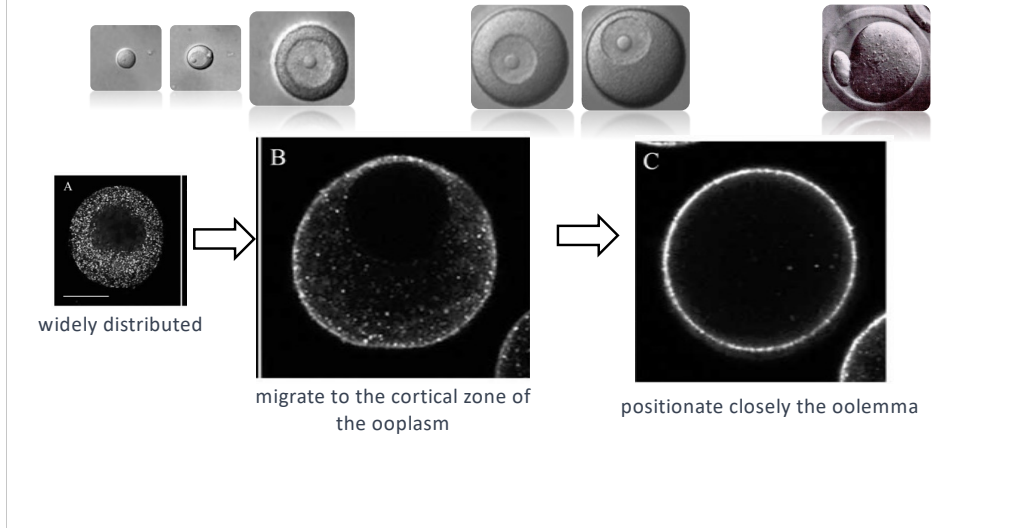 A
B
C
widely distributed
migrate to the cortical zone of
the ooplasm
positionate closely the oolemma